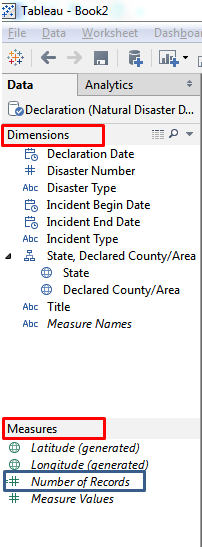 Tableau - Book2
File Data Worksheet Dashboard
Data Analytics
Declaration (Natural Disaster D...
Dimensions
Declaration Date
Disaster Number
Abc Disaster Type
Incident Begin Date
Incident End Date
Abc Incident Type
State, Declared County/Area
State
Declared County/Area
Abc Title
Abc Measure Names
Measures
Latitude (generated)
Longitude (generated)
Number of Records
Measure Values